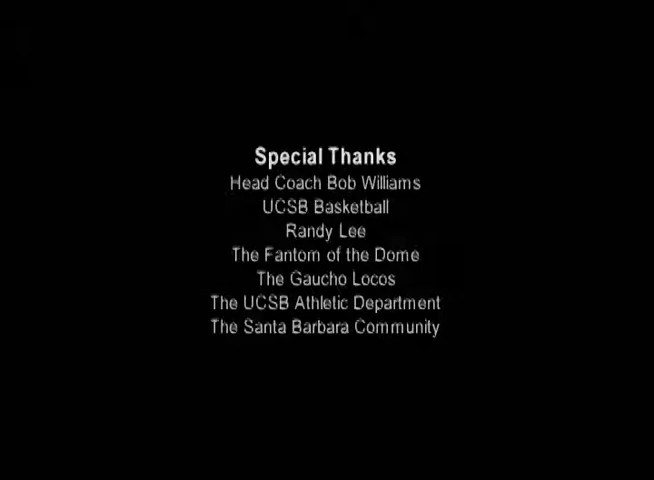 Special Thanks
Head Coach Bob Williams
UCSB Basketball
Randy Lee
The Fantom of the Dome
The Gaucho Locos
The UCSB Athletic Department
The Santa Barbara Community